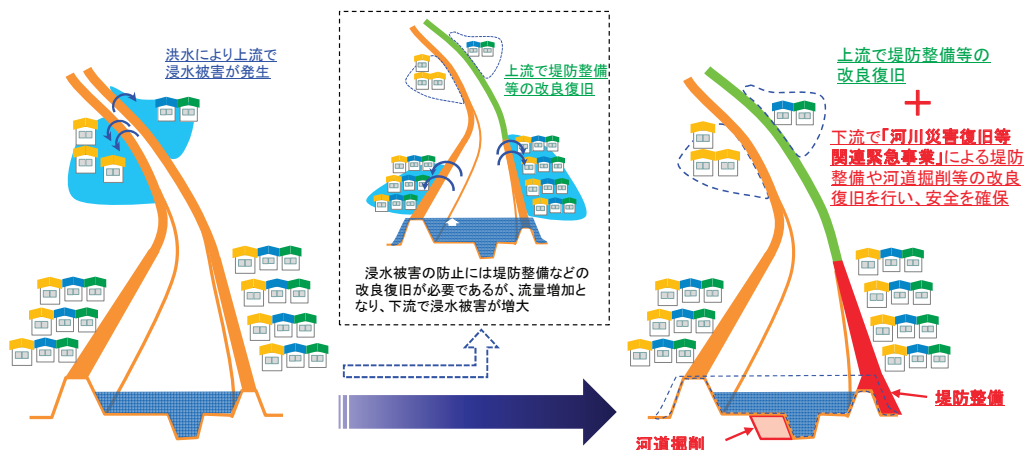 洪水により上流で
浸水被害が発生
上流で堤防整備
等の改良復旧
浸水被害の防止には堤防整備などの
改良復旧が必要であるが、流量増加と
なり、下流で浸水被害が増大
上流で堤防整備等の
改良復旧
＋
下流で「河川災害復旧等
関連緊急事業」による堤防
整備や河道掘削等の改良
復旧を行い、安全を確保
堤防整備
河道掘削